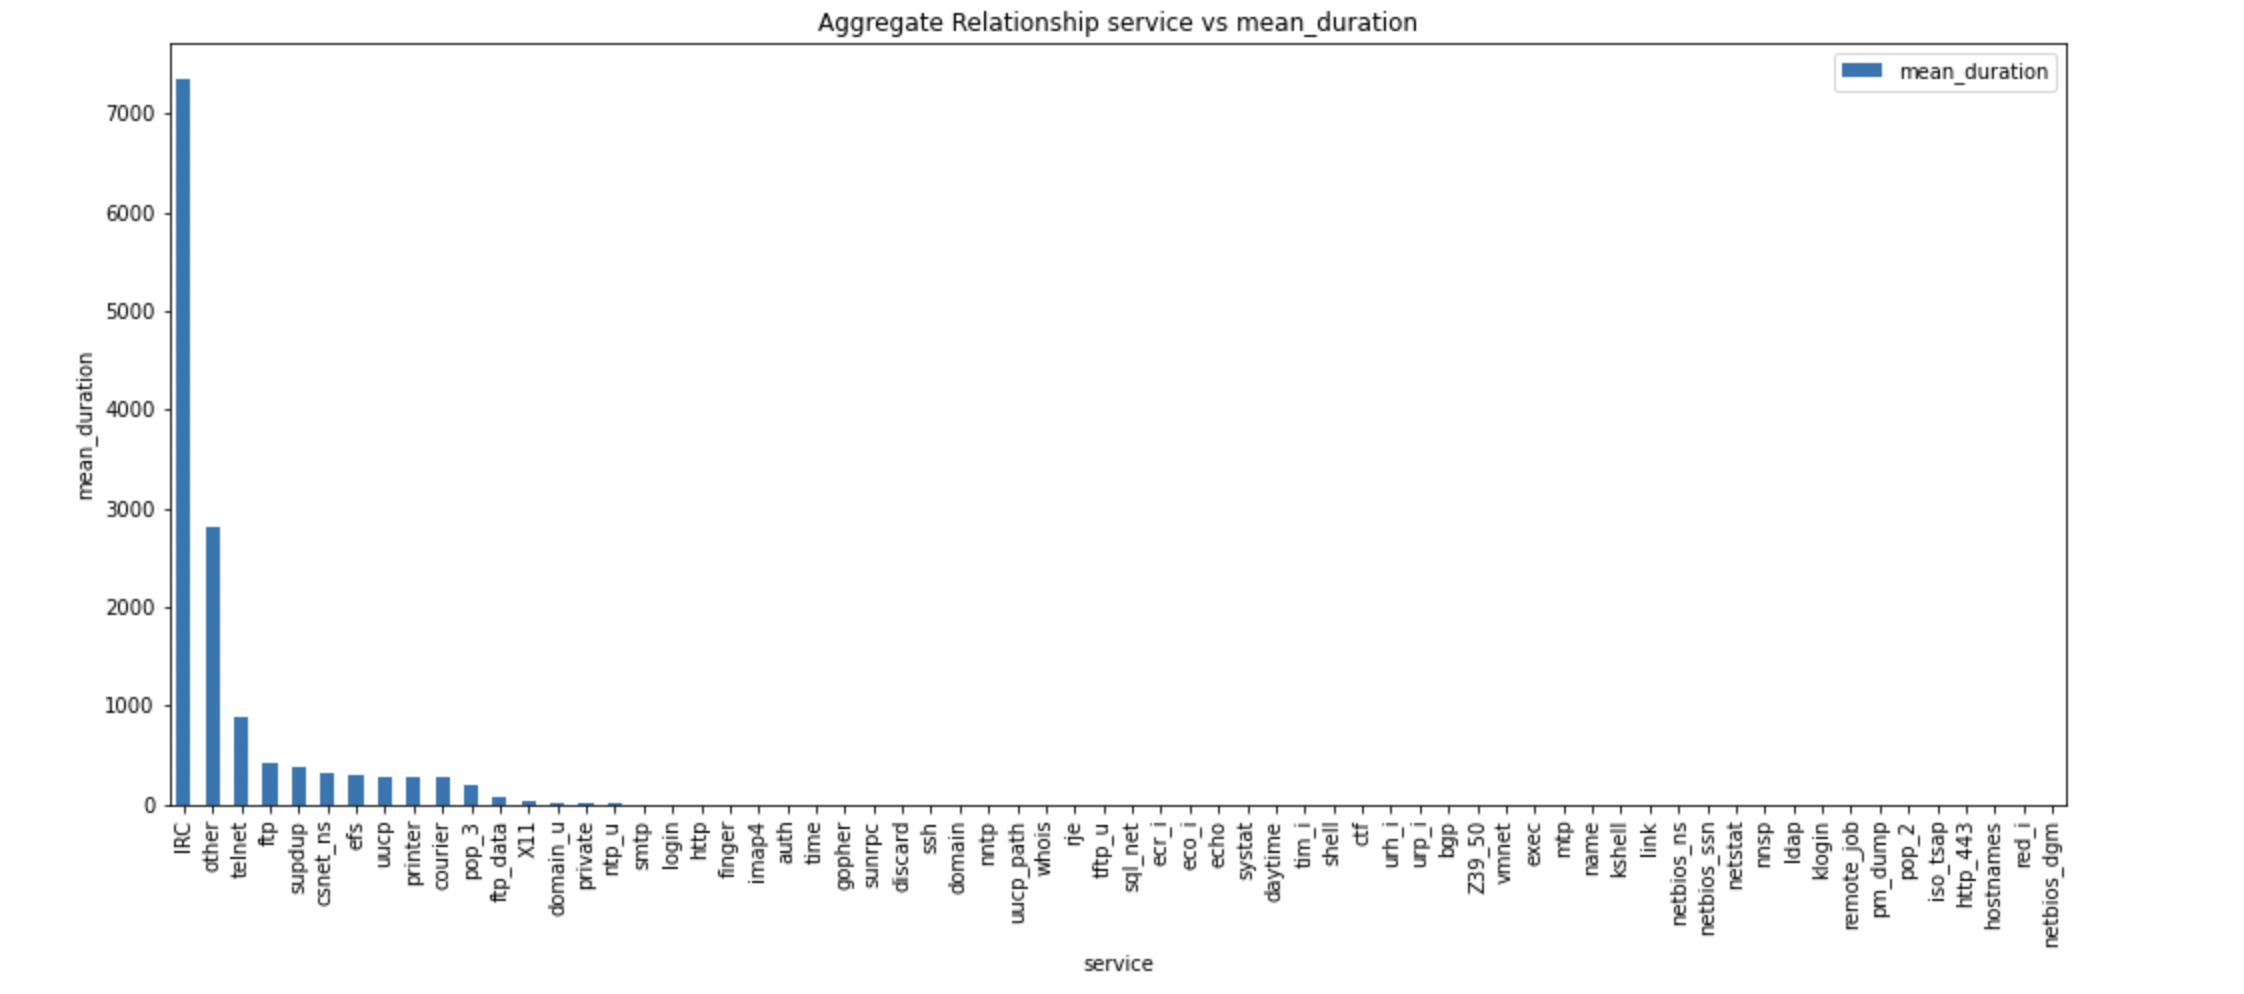 Aggregate Relationship service vs mean_duration
mean_duration
7000
6000
5000
4000
3000
2000
1000
0
mean_duration
IRC
other
telnet
ftp
supdup
csnet_ns
efs
uucp
printer
courier
pop_3
ftp_data
X11
domain_u
private
ntp_u
smtp
login
http
finger
imap4
auth
time
gopher
sunrpc
discard
ssh
domain
nntp
uucp_path
whois
rje
tftp_u
sql_net
ecr_i
eco_i
echo
systat
daytime
tim_i
shell
ctf
urh_i
urp_i
bgp
Z39_50
vmnet
exec
mtp
name
kshell
link
netbios_ns
netbios_ssn
netstat
nnsp
ldap
klogin
remote_job
pm_dump
pop_2
iso_tsap
http_443
hostnames
red_i
netbios_dgm
service